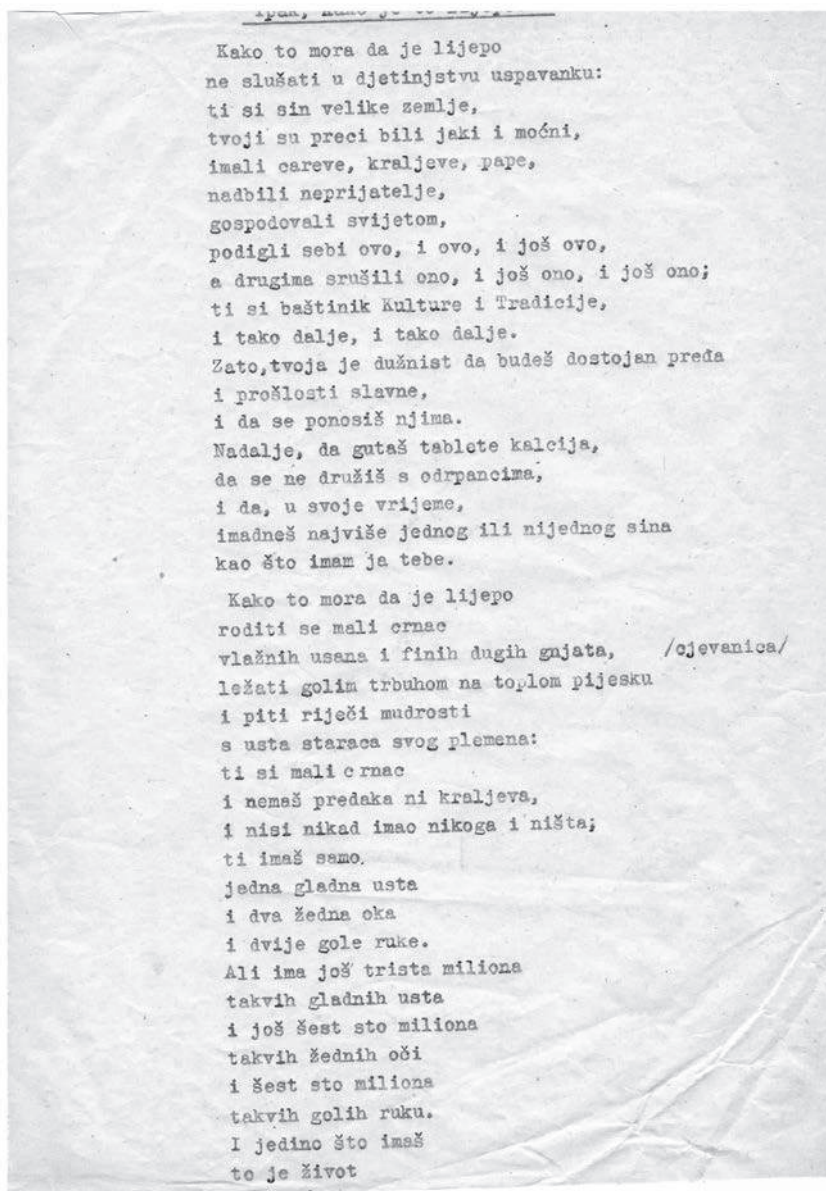 Kako to mora da je lijepo
ne slušati u djetinjstvu uspavanku:
ti si sin velike zemlje,
tvoji su preci bili jaki i moćni,
imali careve, kraljeve, pape,
nadbili neprijatelje,
gospodovali svijetom,
podigli sebi ovo, i ovo, i još ovo,
a drugima srušili ono, i još ono, i još ono;
ti si baštinik Kulture i Tradicije,
i tako dalje, i tako dalje.
Zato,tvoja je dužnist da budeš dostojan pređa
i prošlosti slavne,
i da se ponosiš njima.
Nadalje, da gutaš tablete kalcija,
da se ne družiš s odrpancima,
i da, u svoje vrijeme,
imadneš najviše jednog ili nijednog sina
kao što imam ja tebe.
Kako to mora da je lijepo
roditi se mali crnac
vlažnih usana i finih dugih gnjata, /cjevanica/
ležati golim trbuhom na toplom pijesku
i piti riječi mudrosti
s usta staraca svog plemena:
ti si mali crnac
i nemaš predaka ni kraljeva,
i nisi nikad imao nikoga i ništa;
ti imaš samo.
jedna gladna usta
i dva žedna oka
i dvije gole ruke.
Ali ima još trista miliona
takvih gladnih usta
i još šest sto miliona
takvih žednih oči
i šest sto miliona
takvih golih ruku.
I jedino što imaš
to je život